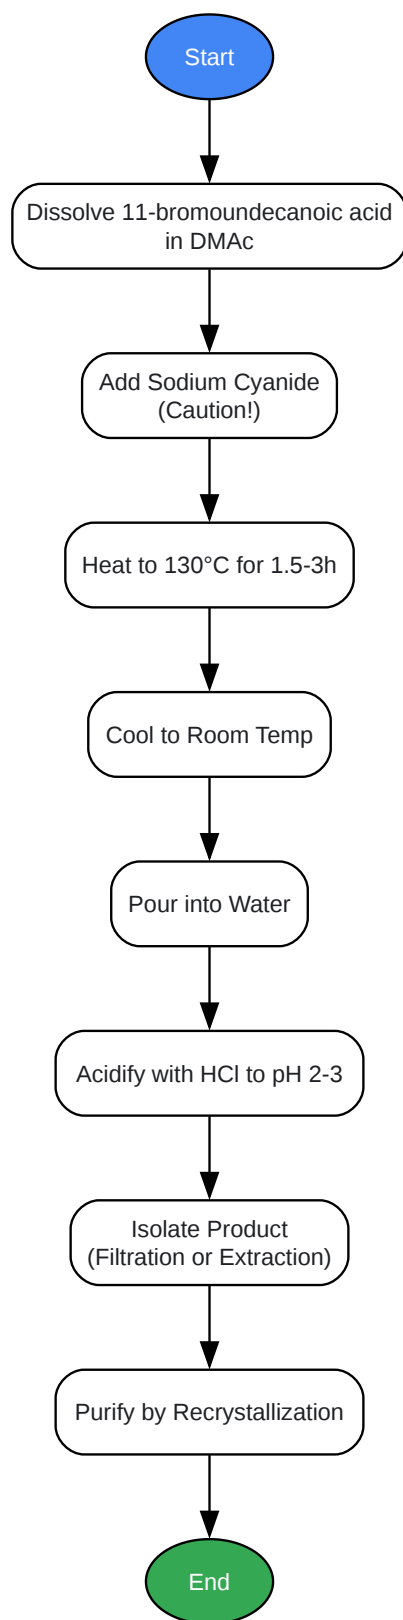 Start
Dissolve 11-bromoundecanoic acid
in DMAc
Add Sodium Cyanide
(Caution!)
Heat to 130°C for 1.5-3h
Cool to Room Temp
Pour into Water
Acidify with HCl to pH 2-3
Isolate Product
(Filtration or Extraction)
Purify by Recrystallization
End